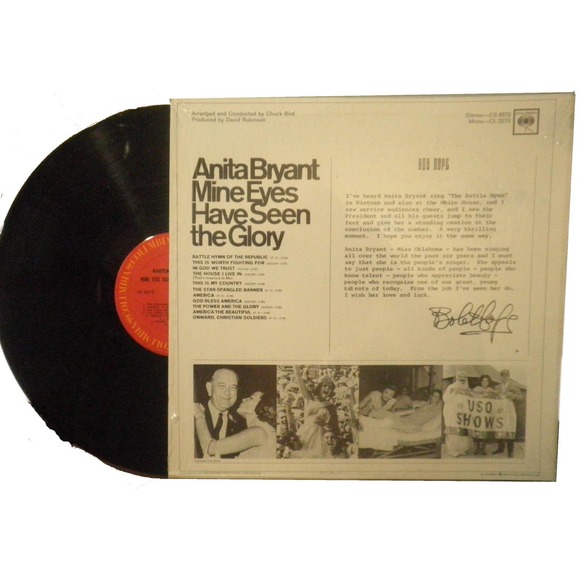 Arranged and Conducted by Chuck Bird
Produced by David Rubinson
Stereo—CS 9373
Mono—CL 2573
Anita Bryant
Mine Eyes
Have Seen
the Glory
BATTLE HYMN OF THE REPUBLIC
THIS IS WORTH FIGHTING FOR
IN GOD WE TRUST
THE HOUSE I LIVE IN
(That's America to Me)
THIS IS MY COUNTRY
THE STAR-SPANGLED BANNER
AMERICA
GOD BLESS AMERICA
THE POWER AND THE GLORY
AMERICA THE BEAUTIFUL
ONWARD, CHRISTIAN SOLDIERS
BOB HOPE
I've heard Anita Bryant sing "The Battle Hymn"
in Vietnam and also at the White House, and I
saw service audiences cheer, and I saw the
President and all his guests jump to their
feet and give her a standing ovation at the
conclusion of the number. A very thrilling
moment. I hope you enjoy it the same way.
Anita Bryant - Miss Oklahoma - has been singing
all over the world the past six years and I must
say that she is the people's singer. She appeals
to just people - all kinds of people - people who
know talent - people who appreciate beauty -
people who recognize one of our great, young
talents of today. From the job I've seen her do,
I wish her love and luck.
Bob Hope
USO
SHOWS
COLUMBIA